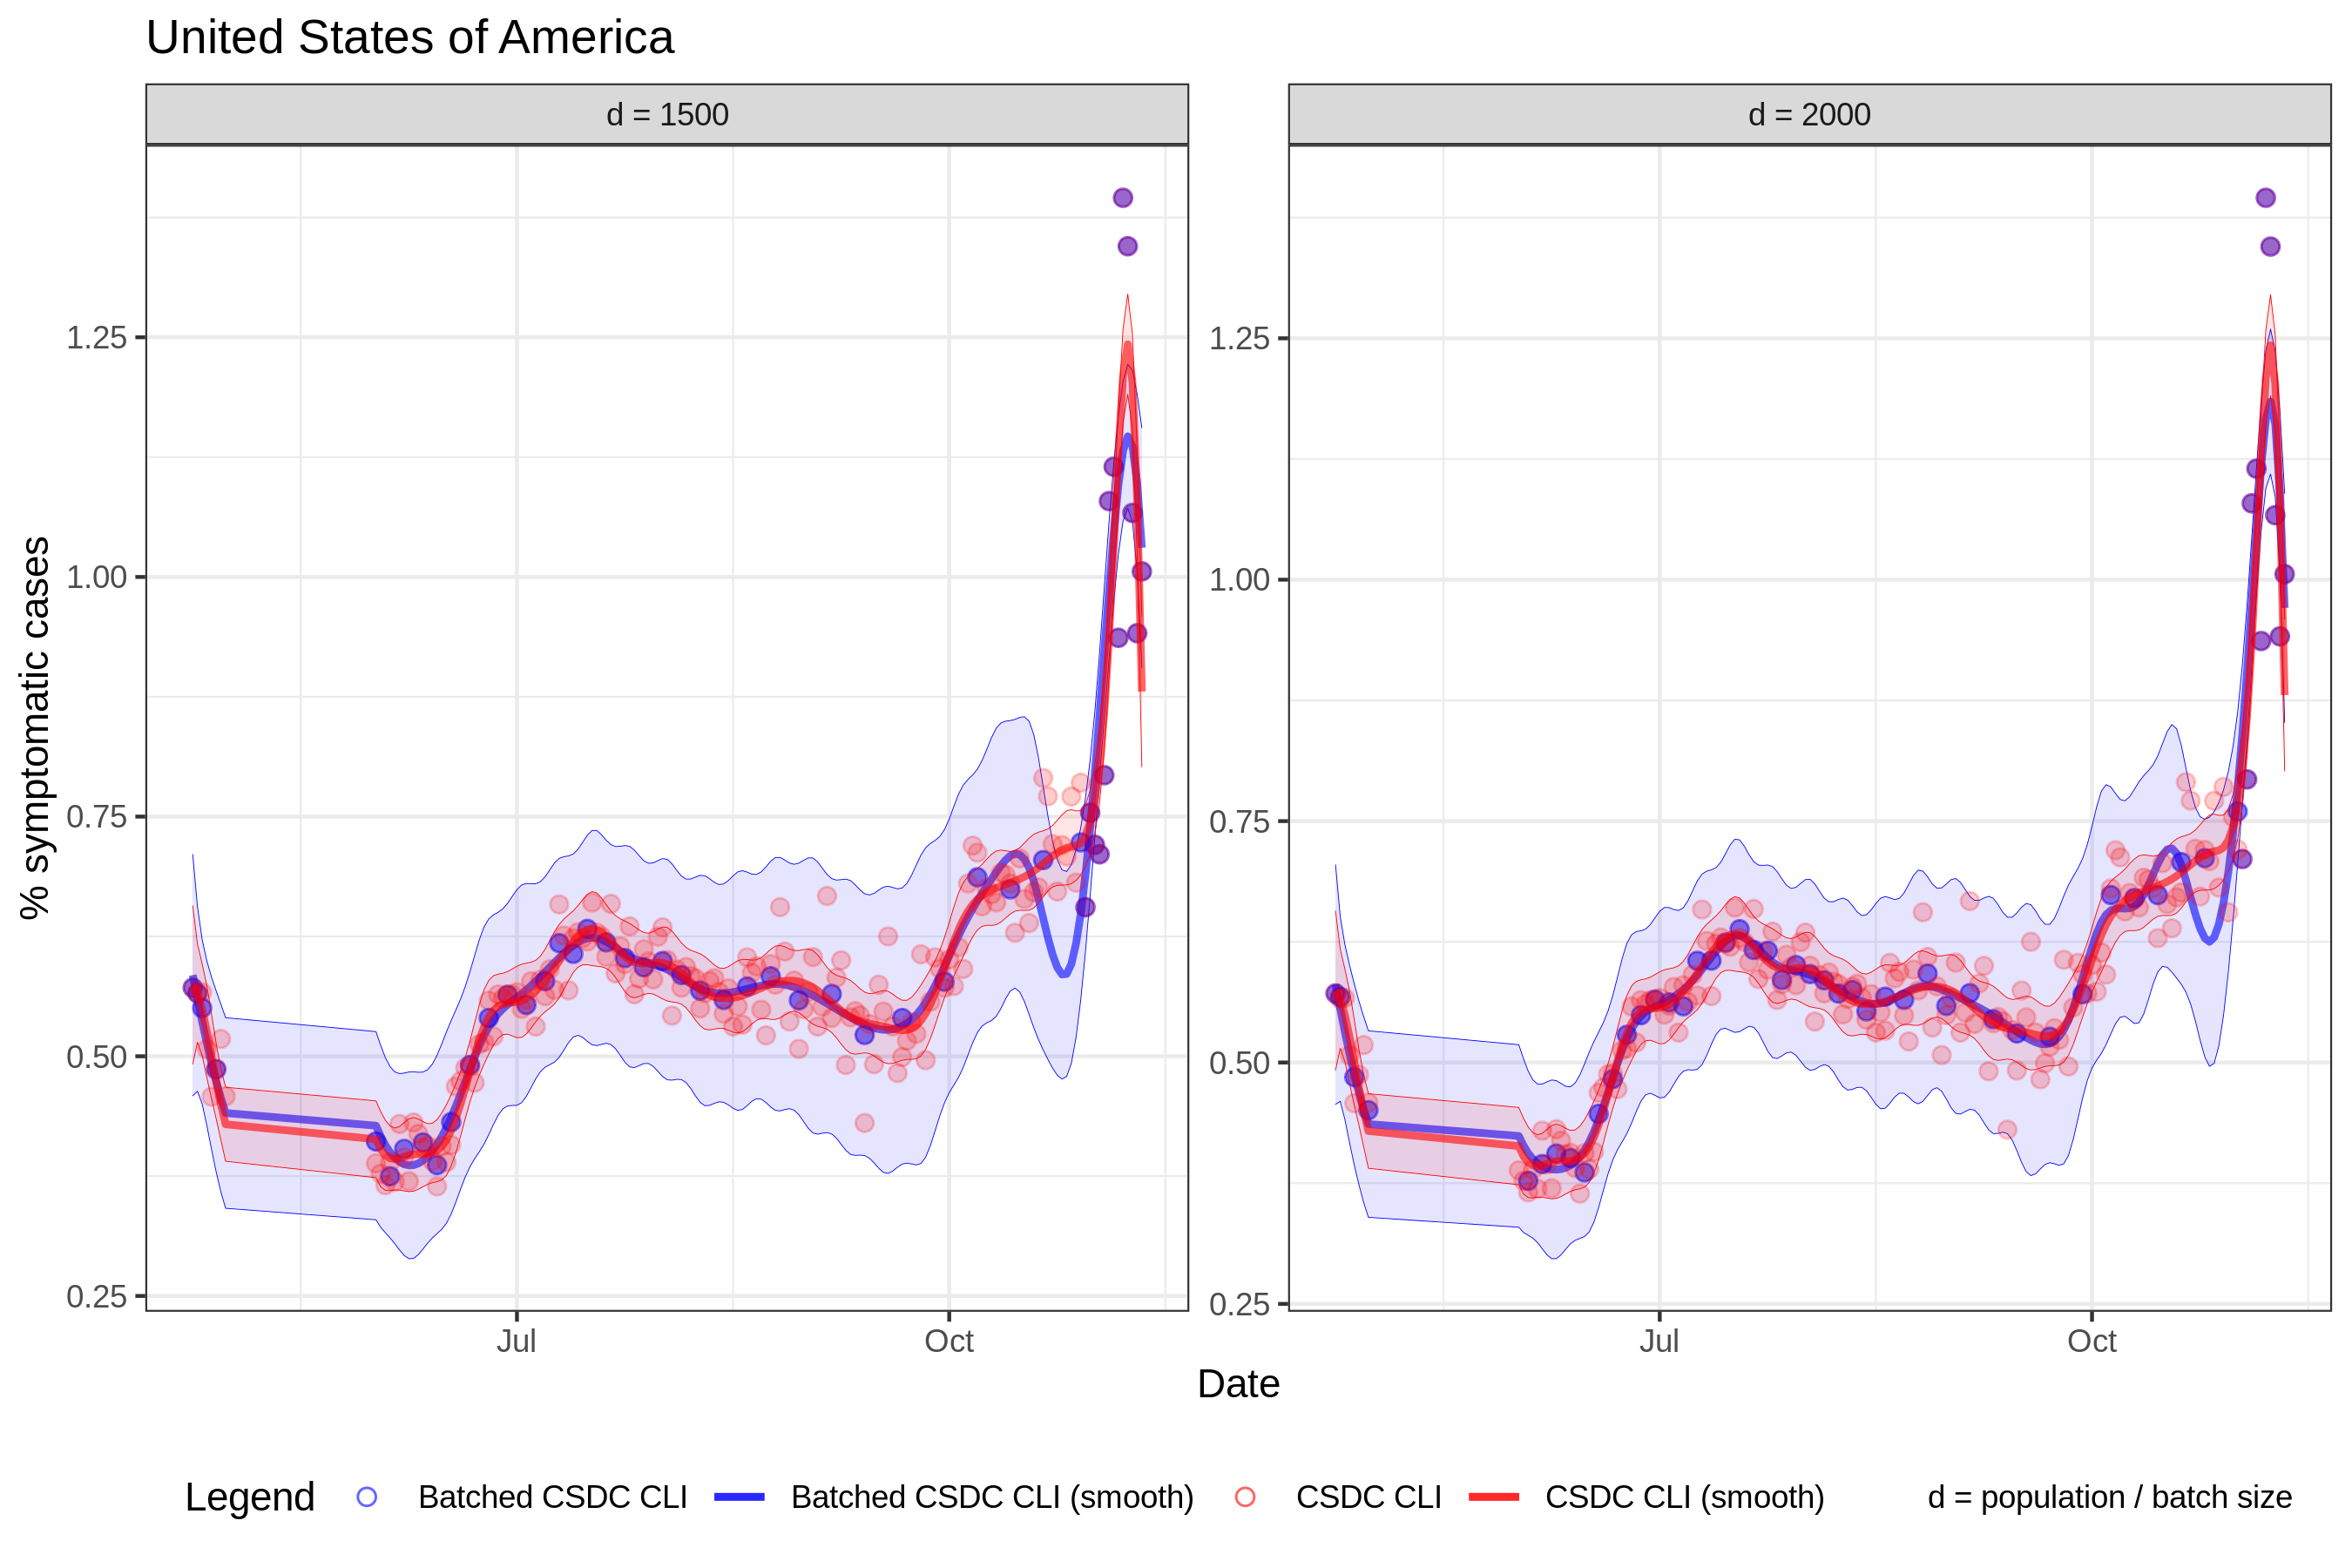 United States of America
d = 1500
d = 2000
% symptomatic cases
1.25
1.00
0.75
0.50
0.25
1.25
1.00
0.75
0.50
0.25
Jul
Oct
Jul
Oct
Date
Legend Batched CSDC CLI Batched CSDC CLI (smooth) CSDC CLI CSDC CLI (smooth) d = population / batch size